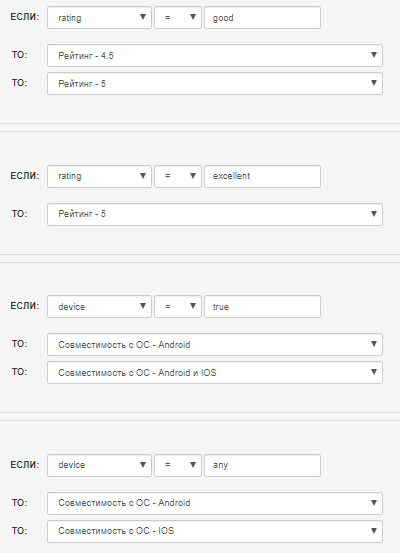 ЕСЛИ: rating = good
ТО: Рейтинг - 4.5
ТО: Рейтинг - 5
ЕСЛИ: rating = excellent
ТО: Рейтинг - 5
ЕСЛИ: device = true
ТО: Совместимость с ОС - Android
ТО: Совместимость с ОС - Android и IOS
ЕСЛИ: device = any
ТО: Совместимость с ОС - Android
ТО: Совместимость с ОС - IOS